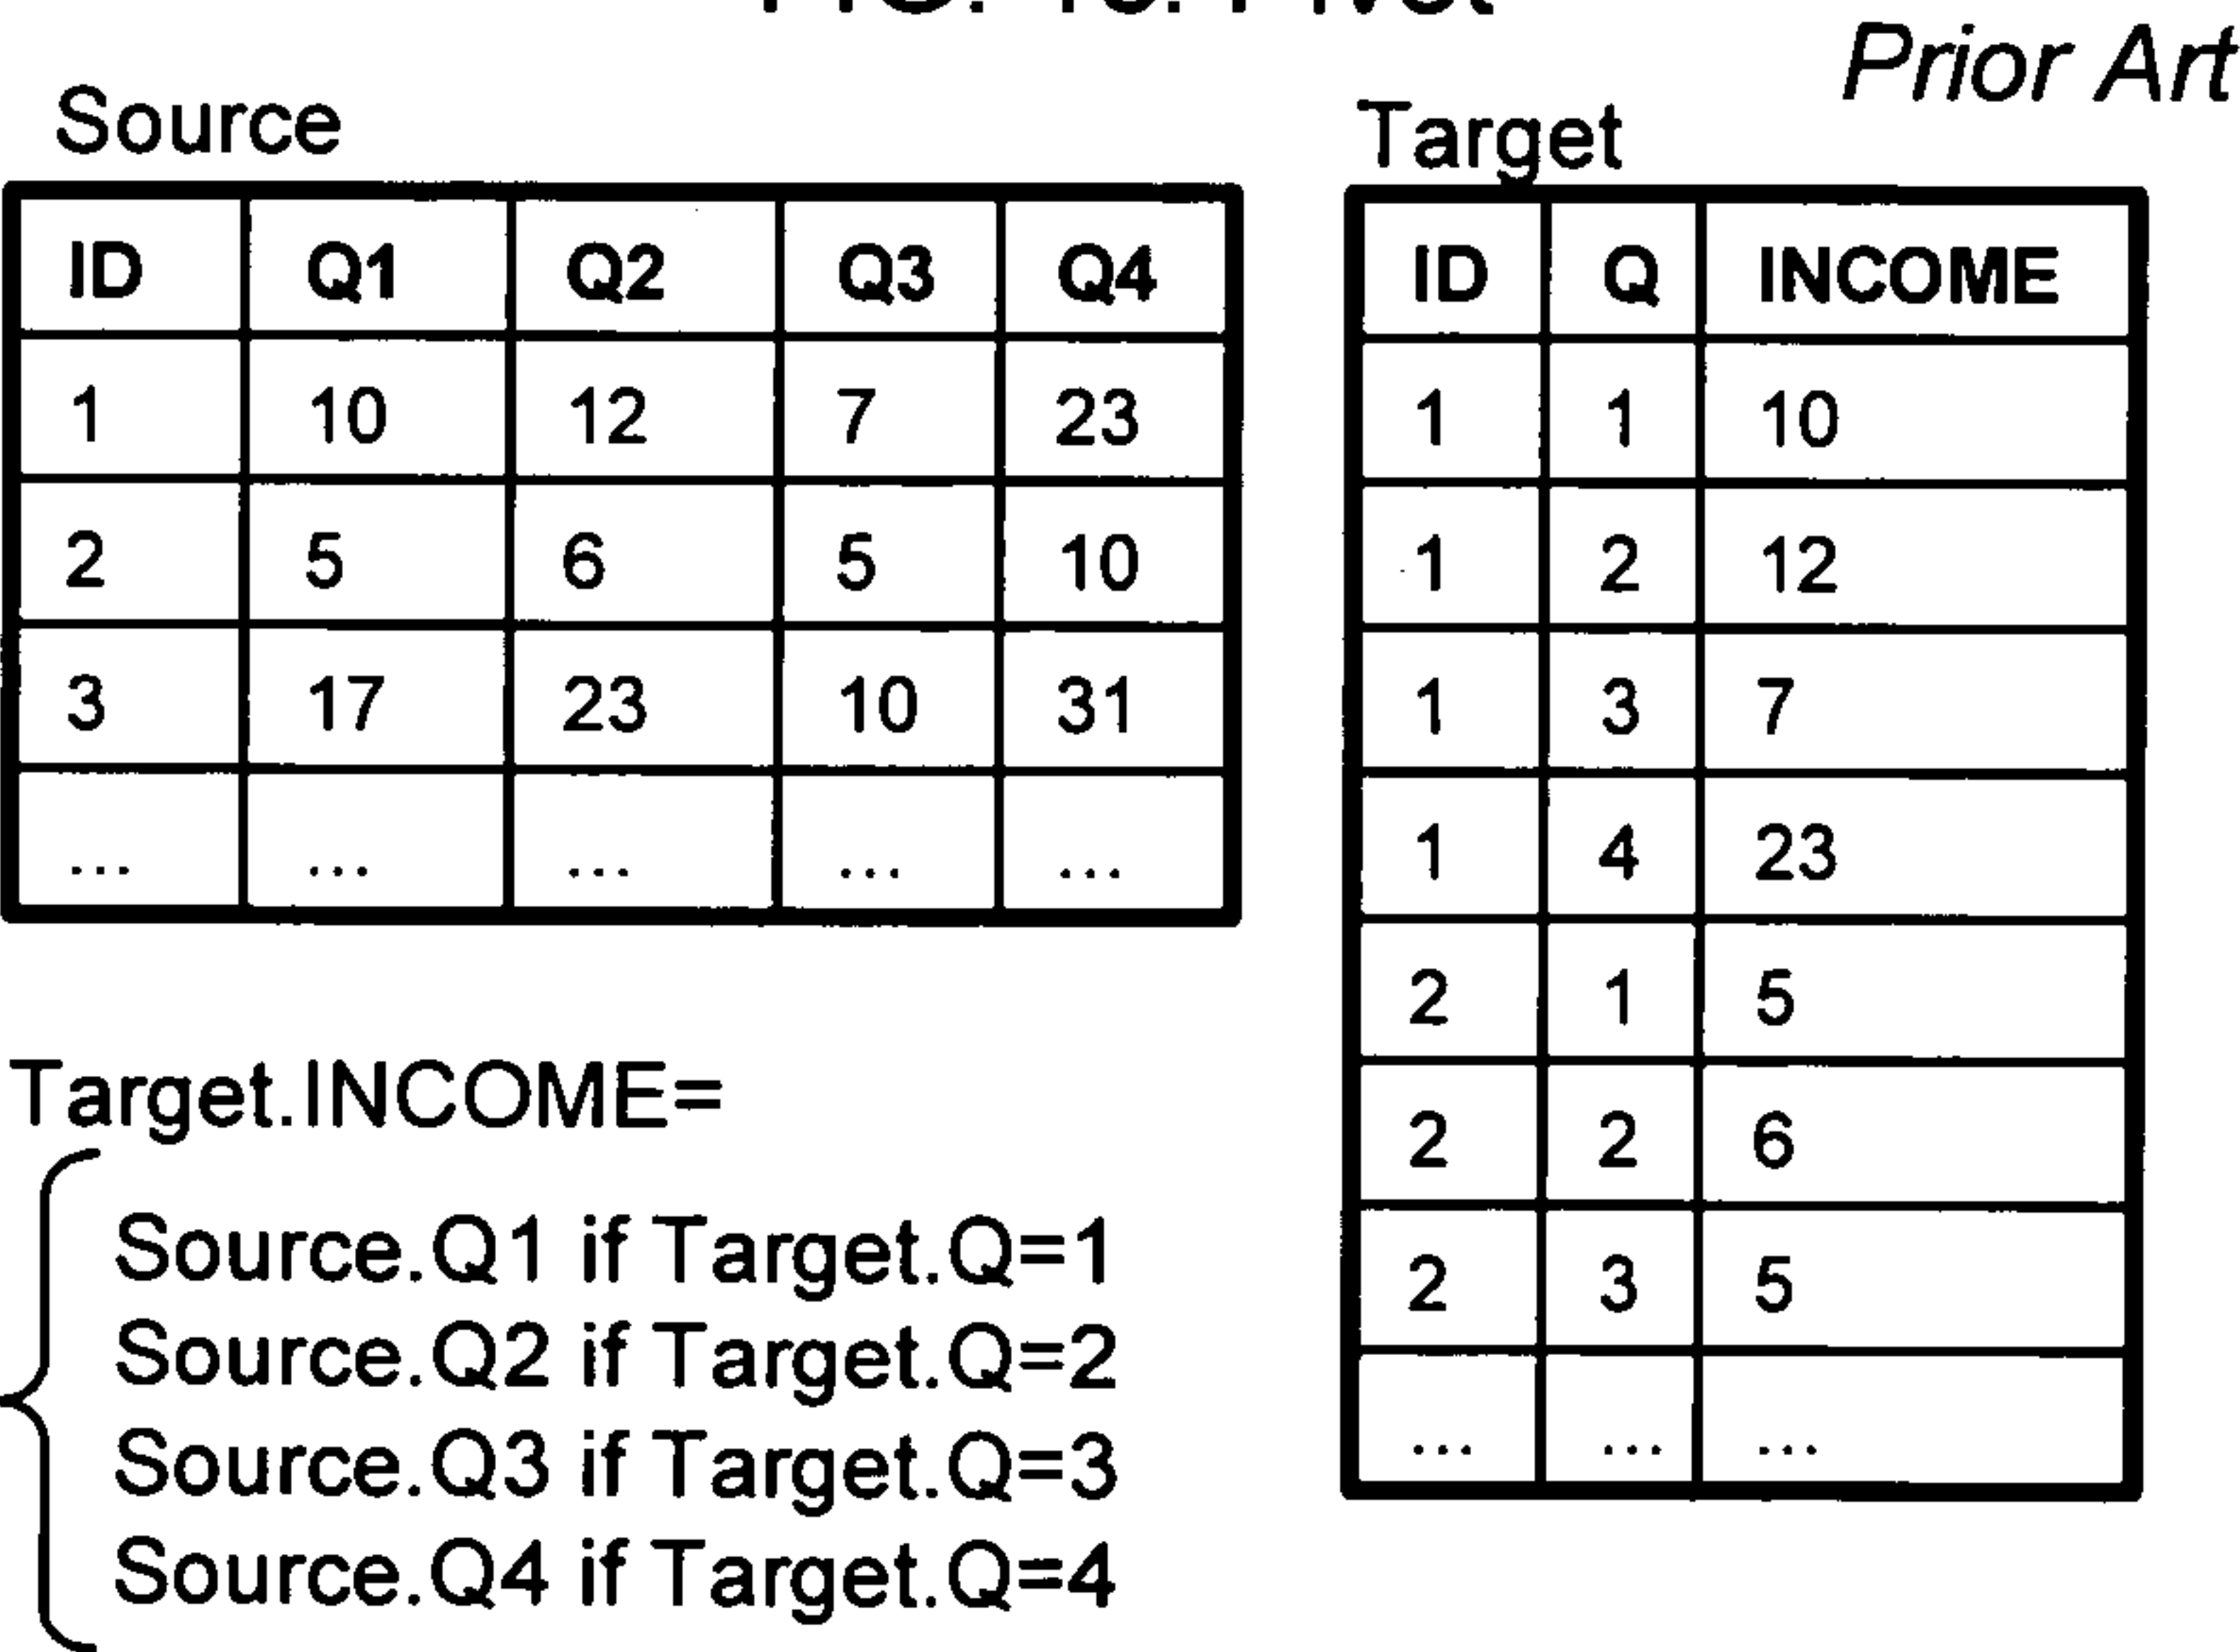 Prior Art
Source
ID Q1 Q2 Q3 Q4
1 10 12 7 23
2 5 6 5 10
3 17 23 10 31
... ... ... ... ...
Target
ID Q INCOME
1 1 10
1 2 12
1 3 7
1 4 23
2 1 5
2 2 6
2 3 5
... ... ...
Target.INCOME=
Source.Q1 if Target.Q=1
Source.Q2 if Target.Q=2
Source.Q3 if Target.Q=3
Source.Q4 if Target.Q=4